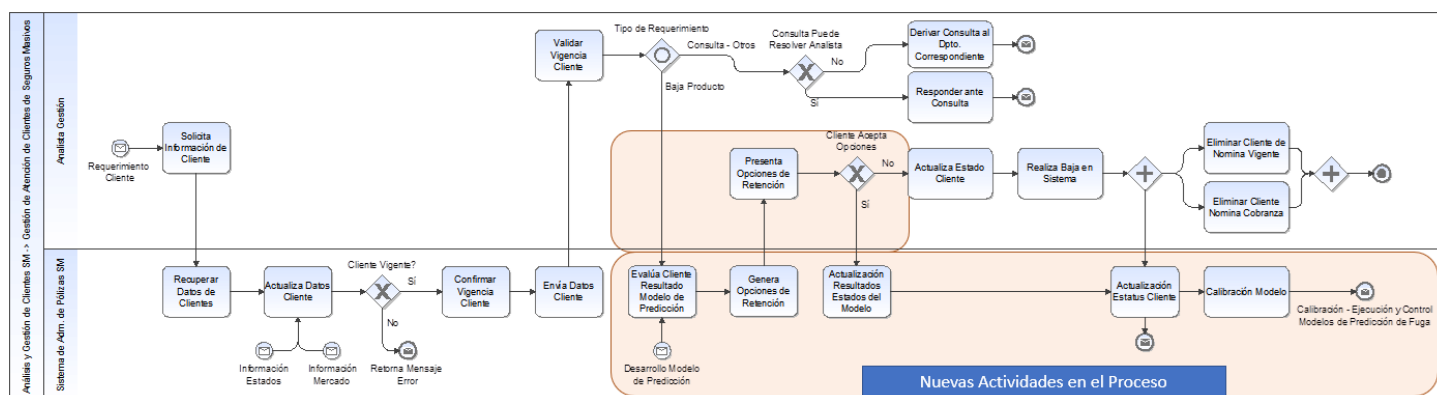 Análisis y Gestión de Clientes SM -> Gestión de Atención de Clientes de Seguros Masivos
Analista Gestión
Sistema de Adm. de Pólizas SM
Requerimiento
Cliente
Solicita
Información de
Cliente
Validar
Vigencia
Cliente
Tipo de Requerimiento
Consulta - Otros
Baja Producto
Consulta Puede
Resolver Analista
No
Sí
Derivar Consulta al
Dpto.
Correspondiente
Responder ante
Consulta
Presenta
Opciones de
Retención
Cliente Acepta
Opciones
No
Sí
Actualiza Estado
Cliente
Realiza Baja en
Sistema
Eliminar Cliente de
Nomina Vigente
Eliminar Cliente
Nomina Cobranza
Recuperar
Datos de
Clientes
Actualiza Datos
Cliente
Información
Estados
Información
Mercado
Cliente Vigente?
Sí
No
Retorna Mensaje
Error
Confirmar
Vigencia
Cliente
Envía Datos
Cliente
Evalúa Cliente
Resultado
Modelo de
Predicción
Desarrollo Modelo
de Predicción
Genera
Opciones de
Retención
Actualización
Resultados
Estados del
Modelo
Actualización
Estatus Cliente
Calibración Modelo
Calibración - Ejecución y Control
Modelos de Predicción de Fuga
Nuevas Actividades en el Proceso